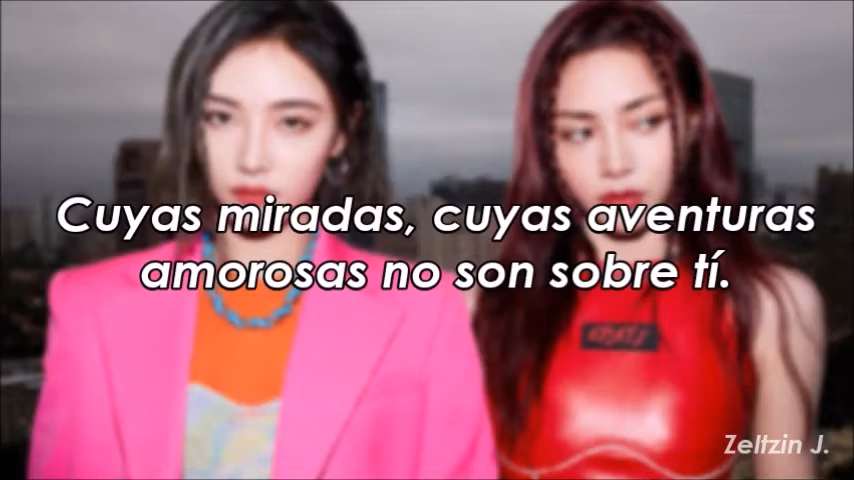 Cuyas miradas, cuyas aventuras
amorosas no son sobre tí.
Zeltzin J.